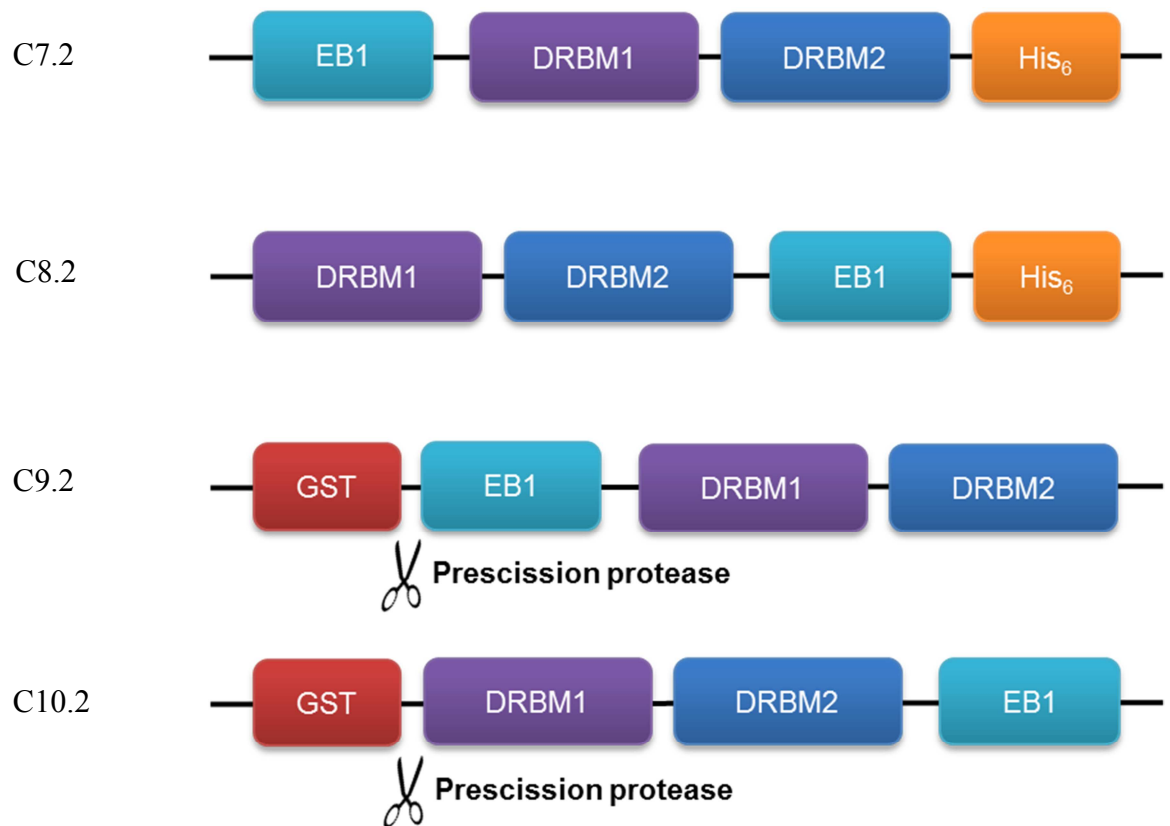 C7.2 EB1 DRBM1 DRBM2 His₆
C8.2 DRBM1 DRBM2 EB1 His₆
C9.2 GST EB1 DRBM1 DRBM2
Prescission protease
C10.2 GST DRBM1 DRBM2 EB1
Prescission protease